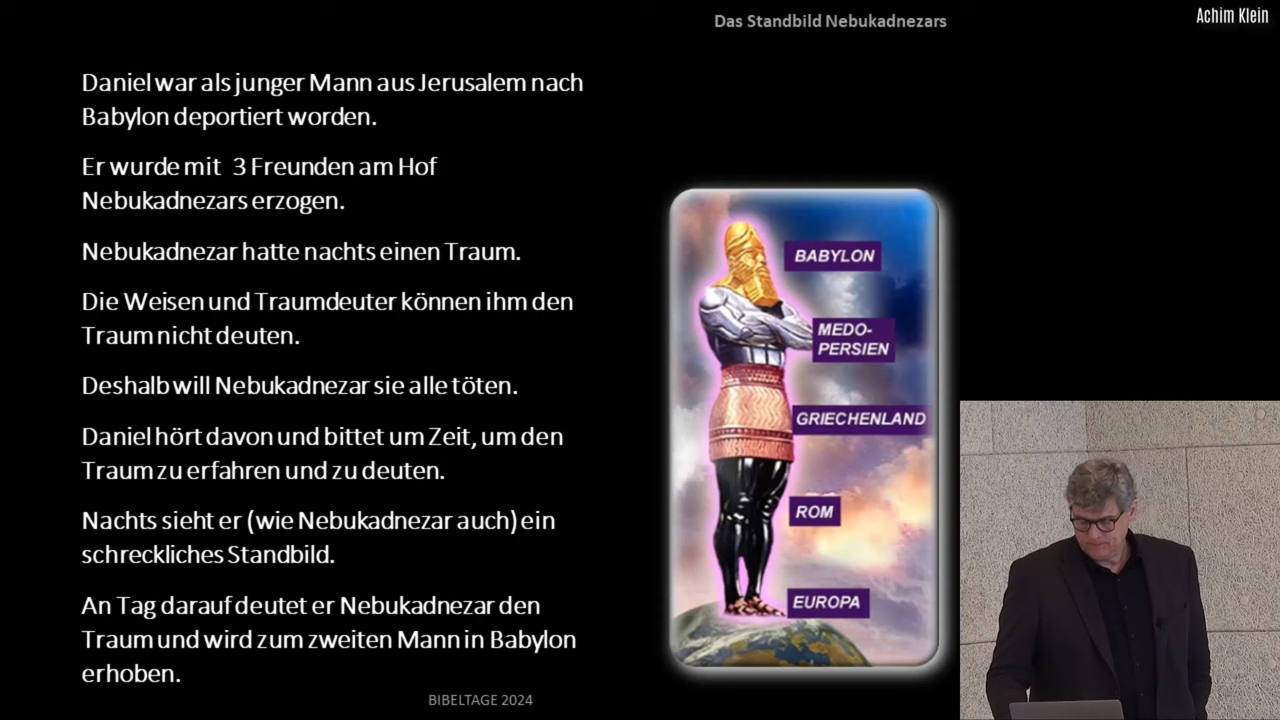 Das Standbild Nebukadnezars
Achim Klein
Daniel war als junger Mann aus Jerusalem nach
Babylon deportiert worden.
Er wurde mit 3 Freunden am Hof
Nebukadnezars erzogen.
Nebukadnezar hatte nachts einen Traum.
Die Weisen und Traumdeuter können ihm den
Traum nicht deuten.
Deshalb will Nebukadnezar sie alle töten.
Daniel hört davon und bittet um Zeit, um den
Traum zu erfahren und zu deuten.
Nachts sieht er (wie Nebukadnezar auch) ein
schreckliches Standbild.
An Tag darauf deutet er Nebukadnezar den
Traum und wird zum zweiten Mann in Babylon
erhoben.
BABYLON
MEDO-
PERSIEN
GRIECHENLAND
ROM
EUROPA
BIBELTAGE 2024